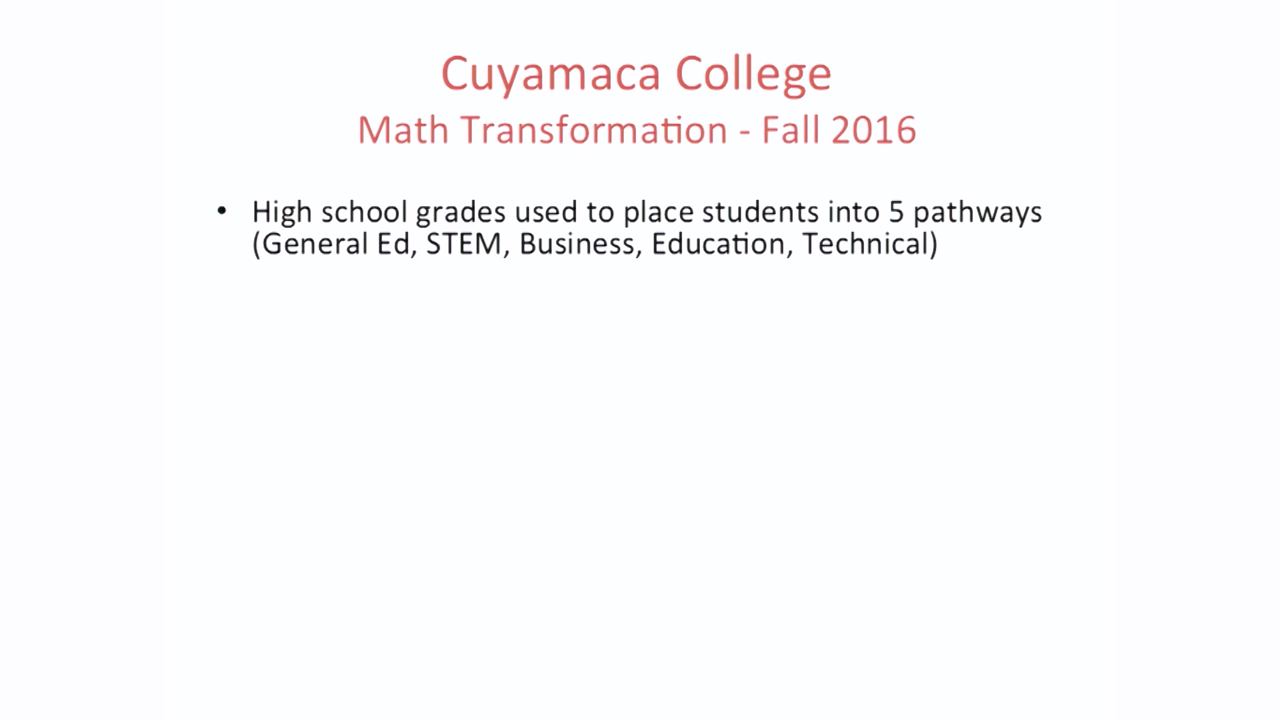 Cuyamaca College
Math Transformation - Fall 2016
• High school grades used to place students into 5 pathways
(General Ed, STEM, Business, Education, Technical)